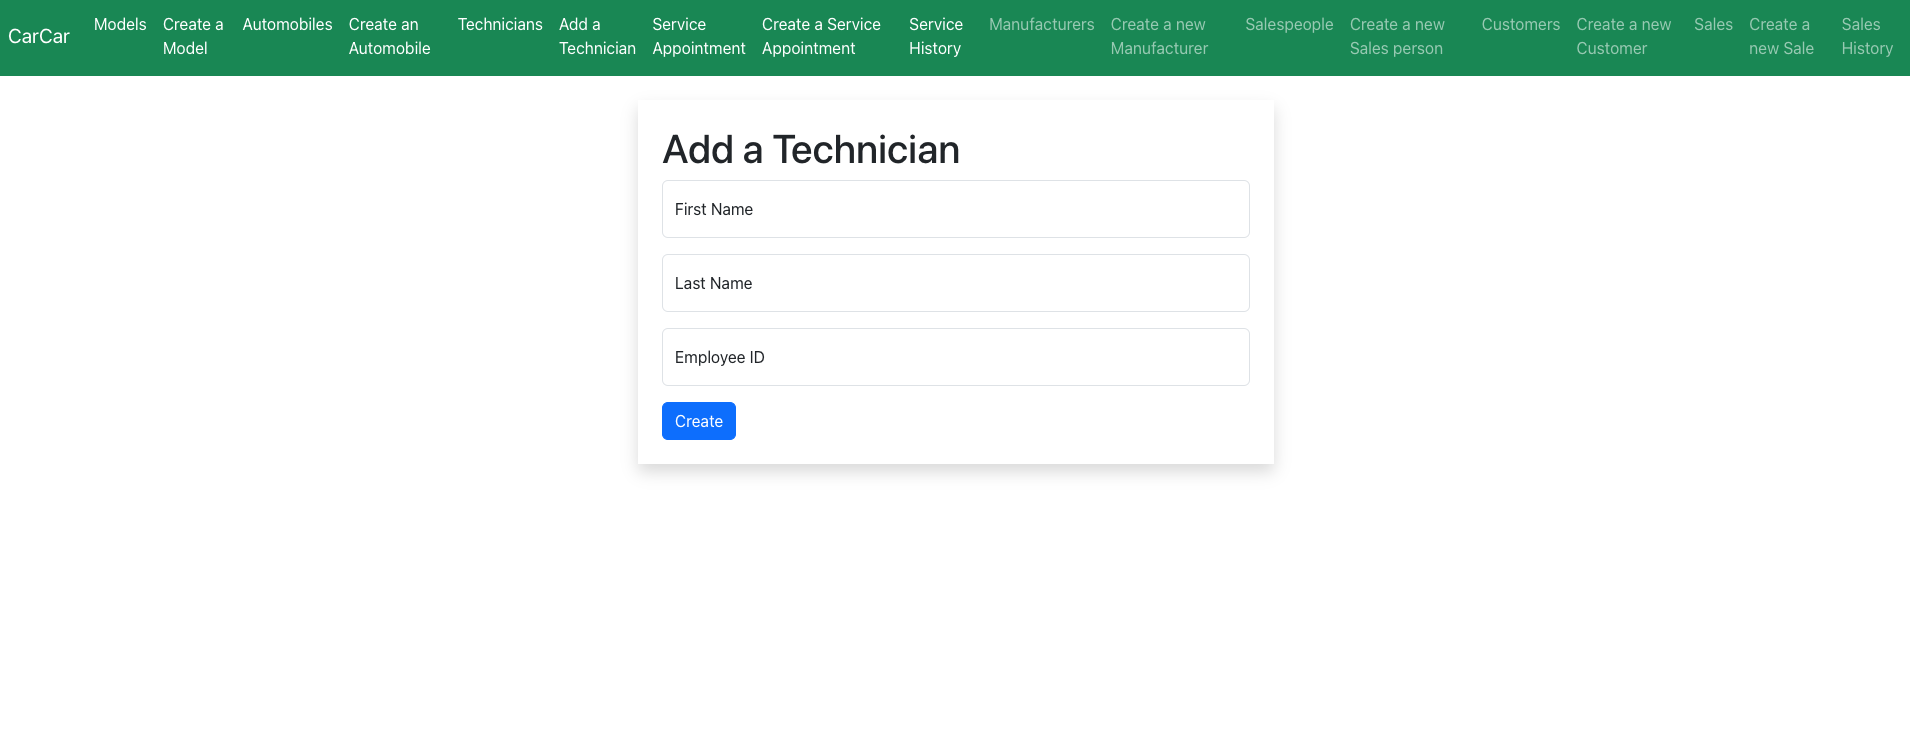 CarCar
Models
Create a
Model
Automobiles
Create an
Automobile
Technicians
Add a
Technician
Service
Appointment
Create a Service
Appointment
Service
History
Manufacturers
Create a new
Manufacturer
Salespeople
Create a new
Sales person
Customers
Create a new
Customer
Sales
Create a
new Sale
Sales
History
Add a Technician
First Name
Last Name
Employee ID
Create